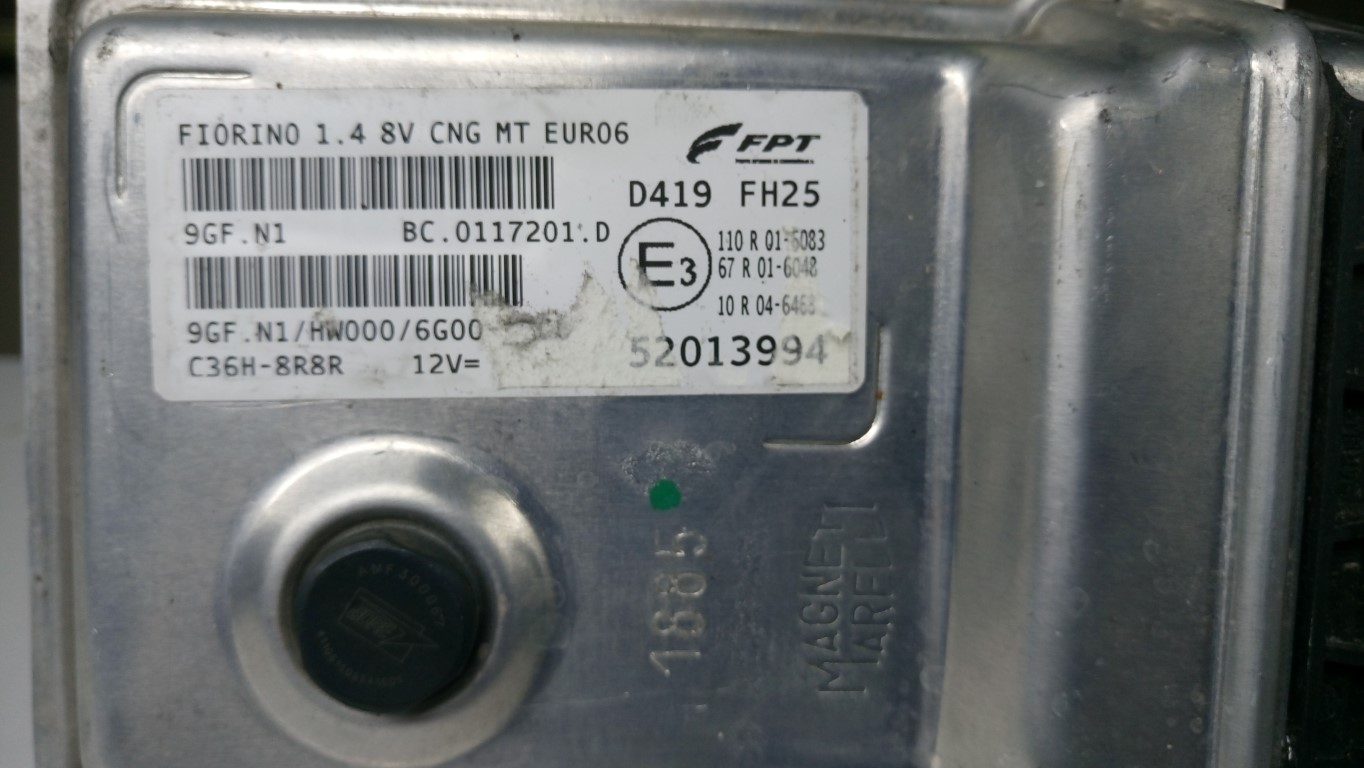 FIORINO 1.4 8V CNG MT EURO6
FPT
D419 FH25
9GF.N1 BC.0117201.D
E3
110 R 01-6083
67 R 01-6048
10 R 04-6468
9GF.N1/HW000/6G00
C36H-8R8R 12V=
52013994
1685
MAGNETI
MARELLI